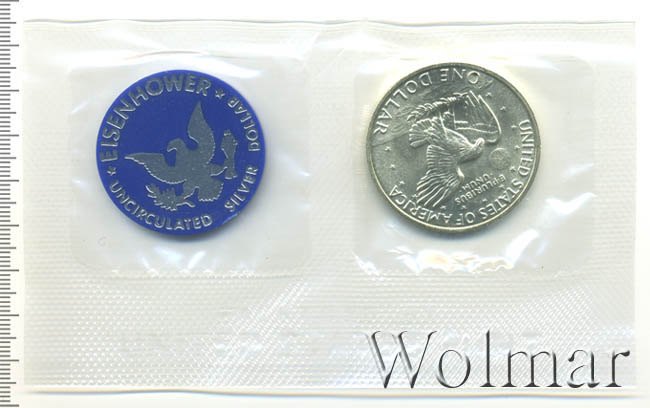 EISENHOWER
UNCIRCULATED SILVER DOLLAR
UNITED STATES OF AMERICA
E PLURIBUS
UNUM
ONE DOLLAR
Wolmar